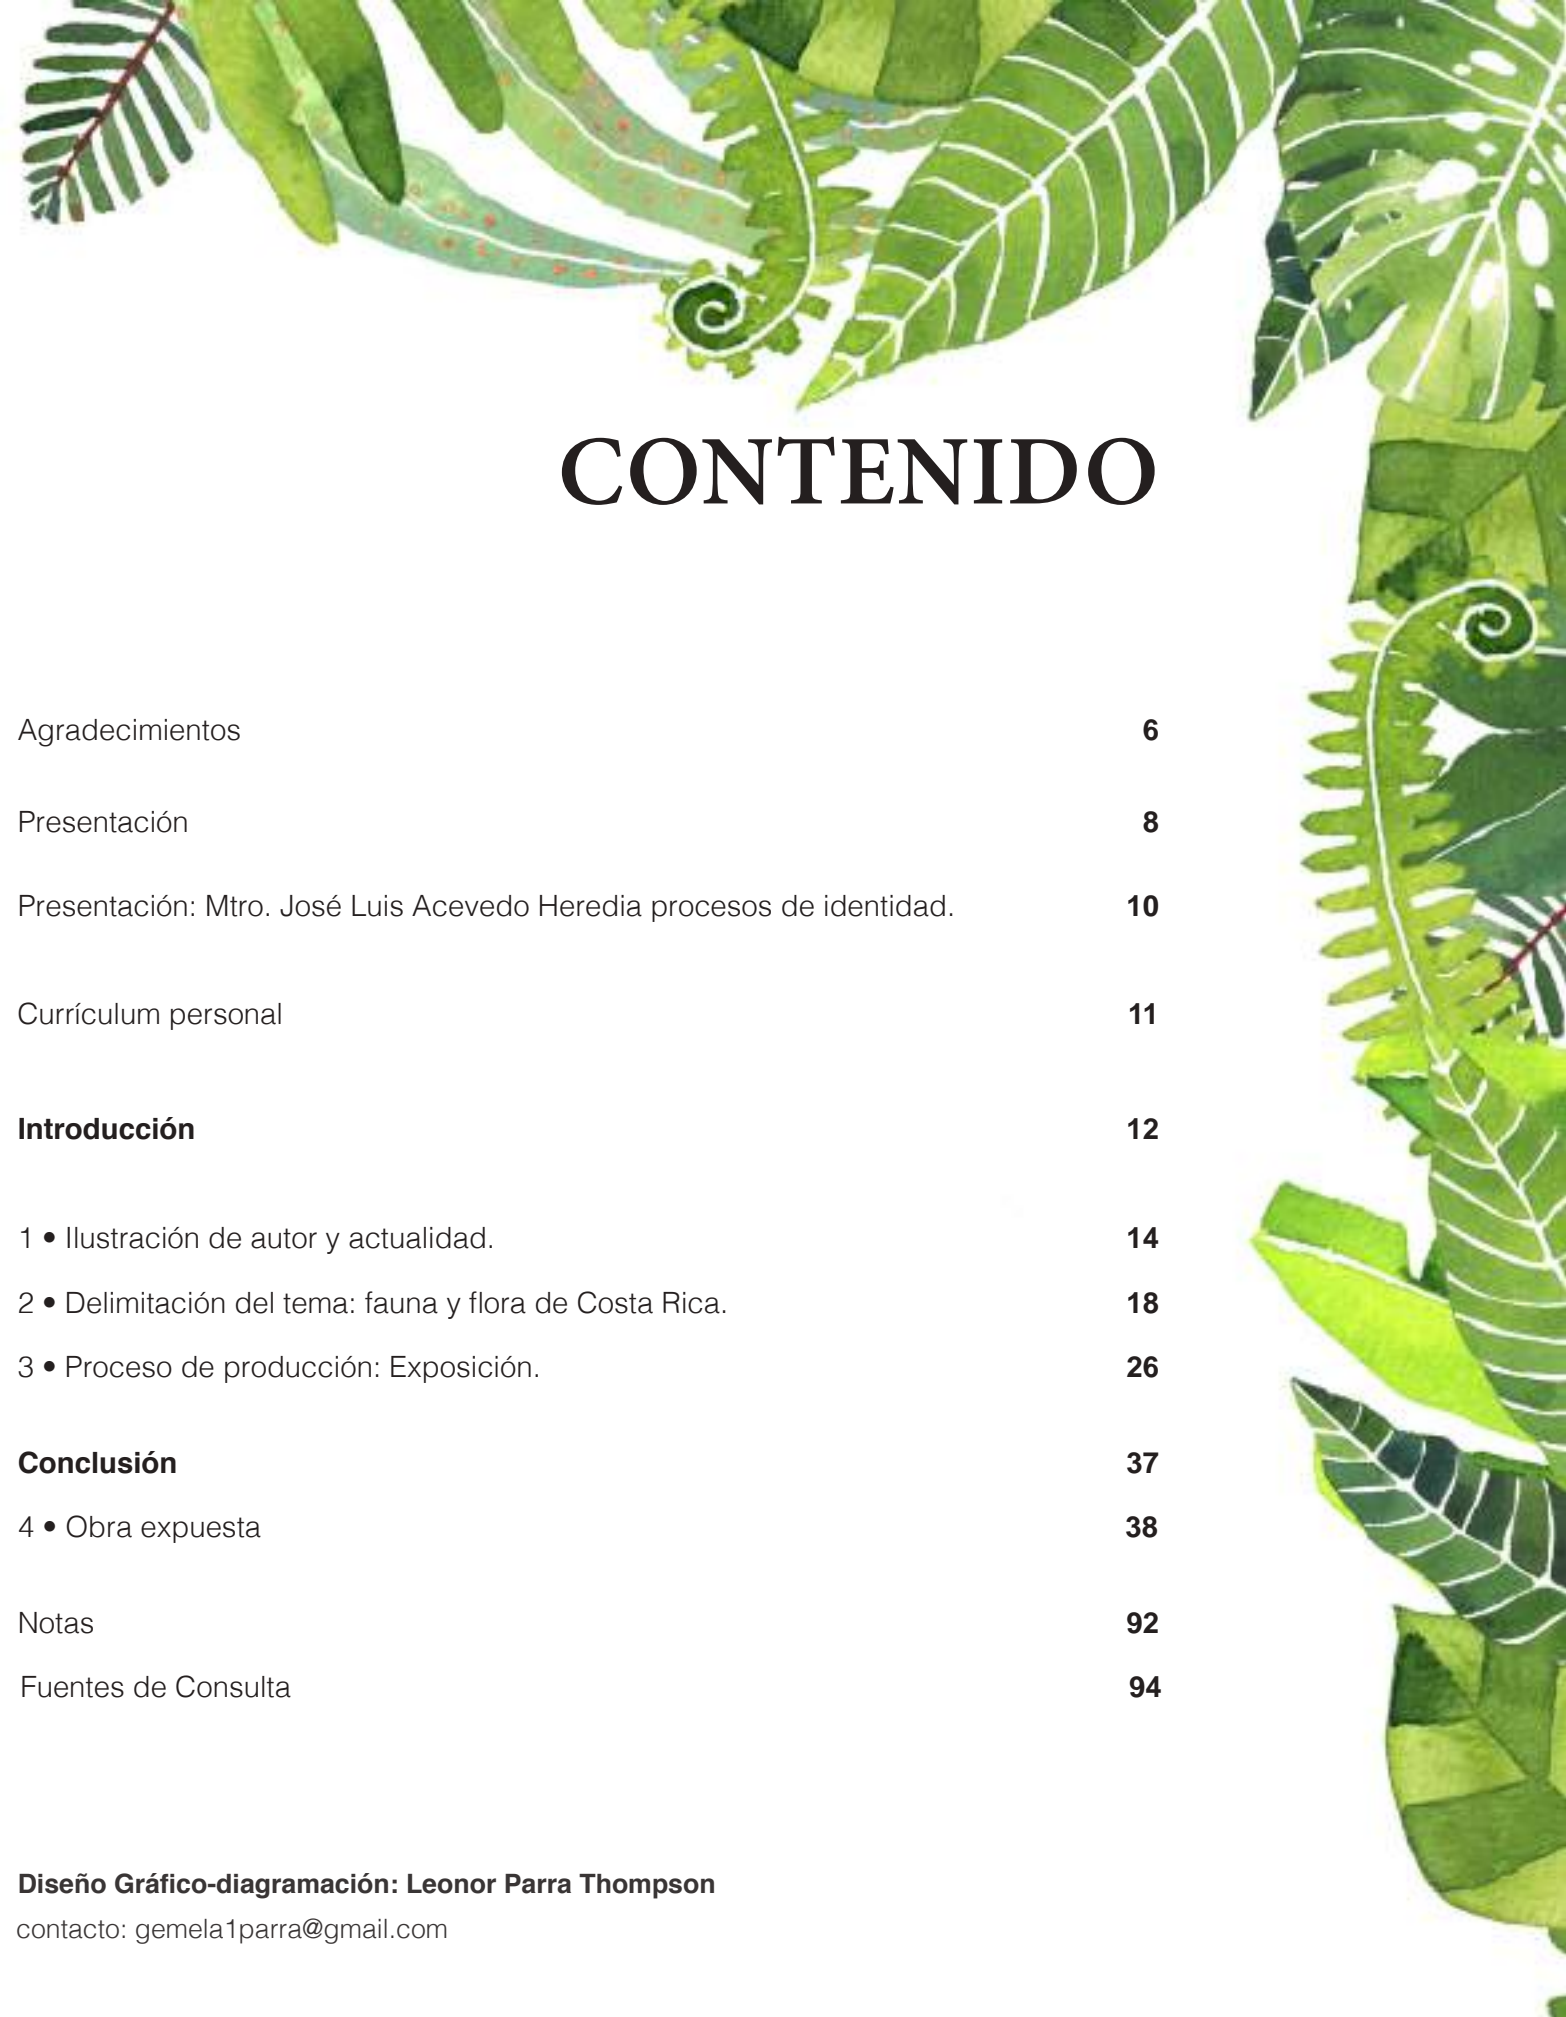 CONTENIDO
Agradecimientos 6
Presentación 8
Presentación: Mtro. José Luis Acevedo Heredia procesos de identidad. 10
Currículum personal 11
Introducción 12
1 • Ilustración de autor y actualidad. 14
2 • Delimitación del tema: fauna y flora de Costa Rica. 18
3 • Proceso de producción: Exposición. 26
Conclusión 37
4 • Obra expuesta 38
Notas 92
Fuentes de Consulta 94
Diseño Gráfico-diagramación: Leonor Parra Thompson
contacto: gemela1parra@gmail.com